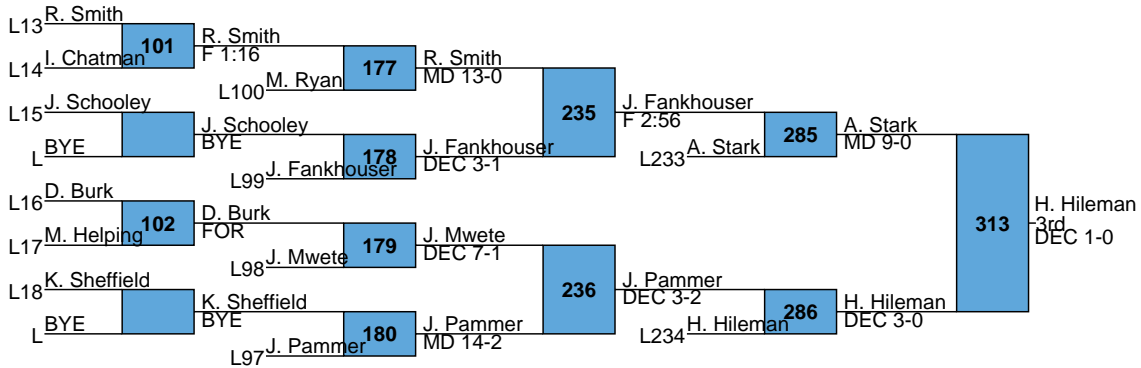 L13 R. Smith
101
L14 I. Chatman
R. Smith
F 1:16
177
L100 M. Ryan
R. Smith
MD 13-0
L15 J. Schooley
L BYE
J. Schooley
BYE
178
L99 J. Fankhouser
J. Fankhouser
DEC 3-1
235
J. Fankhouser
F 2:56
285
L233 A. Stark
A. Stark
MD 9-0
L16 D. Burk
102
L17 M. Helping
D. Burk
FOR
179
L98 J. Mwete
J. Mwete
DEC 7-1
L18 K. Sheffield
L BYE
K. Sheffield
BYE
180
L97 J. Pammer
J. Pammer
MD 14-2
236
J. Pammer
DEC 3-2
286
L234 H. Hileman
H. Hileman
DEC 3-0
313
H. Hileman
3rd
DEC 1-0